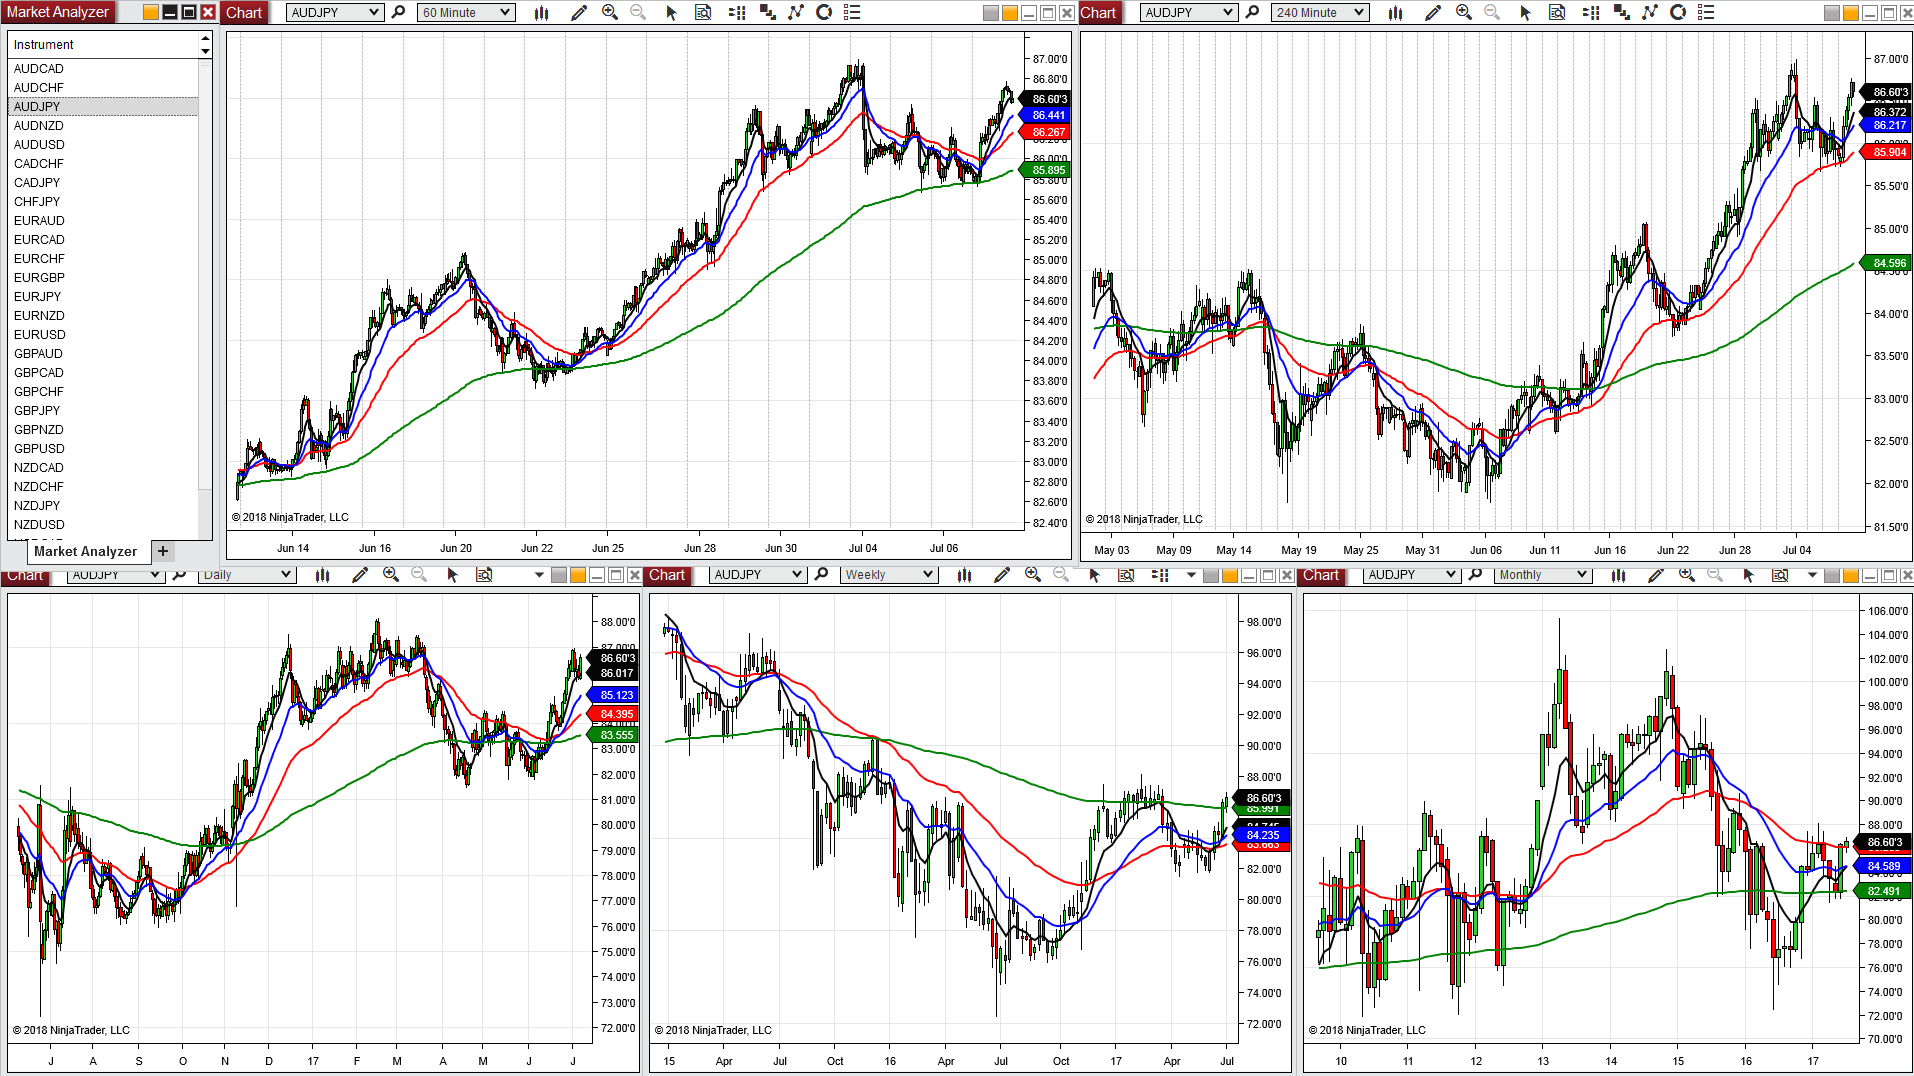 Market Analyzer
Instrument
AUDCAD
AUDCHF
AUDJPY
AUDNZD
AUDUSD
CADCHF
CADJPY
CHFJPY
EURAUD
EURCAD
EURCHF
EURGBP
EURJPY
EURNZD
EURUSD
GBPAUD
GBPCAD
GBPCHF
GBPJPY
GBPNZD
GBPUSD
NZDCAD
NZDCHF
NZDJPY
NZDUSD
Market Analyzer +
Chart AUDJPY 60 Minute
87.00'0
86.80'0
86.60'3
86.441
86.267
86.00'0
85.895
85.80'0
85.60'0
85.40'0
85.20'0
85.00'0
84.80'0
84.60'0
84.40'0
84.20'0
84.00'0
83.80'0
83.60'0
83.40'0
83.20'0
83.00'0
82.80'0
82.60'0
82.40'0
© 2018 NinjaTrader, LLC
Jun 14 Jun 16 Jun 20 Jun 22 Jun 25 Jun 28 Jun 30 Jul 04 Jul 06
Chart AUDJPY 240 Minute
87.00'0
86.60'3
86.372
86.217
85.904
85.50'0
85.00'0
84.596
84.50'0
84.00'0
83.50'0
83.00'0
82.50'0
82.00'0
81.50'0
© 2018 NinjaTrader, LLC
May 03 May 09 May 14 May 19 May 25 May 31 Jun 06 Jun 11 Jun 16 Jun 22 Jun 28 Jul 04
Chart AUDJPY Daily
88.00'0
87.00'0
86.60'3
86.017
85.123
84.395
84.00'0
83.555
83.00'0
82.00'0
81.00'0
80.00'0
79.00'0
78.00'0
77.00'0
76.00'0
75.00'0
74.00'0
73.00'0
72.00'0
© 2018 NinjaTrader, LLC
J A S O N D 17 F M A M J J
Chart AUDJPY Weekly
98.00'0
96.00'0
94.00'0
92.00'0
90.00'0
88.00'0
86.60'3
85.991
84.235
83.663
82.00'0
80.00'0
78.00'0
76.00'0
74.00'0
72.00'0
© 2018 NinjaTrader, LLC
15 Apr Jul Oct 16 Apr Jul Oct 17 Apr Jul
Chart AUDJPY Monthly
106.00'0
104.00'0
102.00'0
100.00'0
98.00'0
96.00'0
94.00'0
92.00'0
90.00'0
88.00'0
86.60'3
84.589
82.491
80.00'0
78.00'0
76.00'0
74.00'0
72.00'0
70.00'0
© 2018 NinjaTrader, LLC
10 11 12 13 14 15 16 17